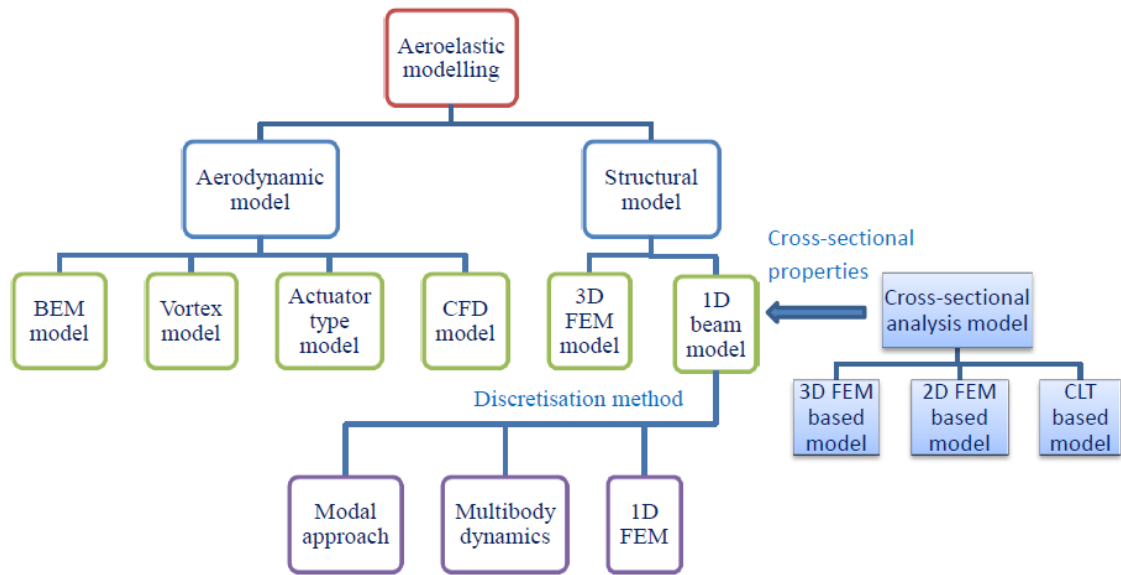 Aeroelastic
modelling
Aerodynamic
model
Structural
model
Cross-sectional
properties
BEM
model
Vortex
model
Actuator
type
model
CFD
model
3D
FEM
model
1D
beam
model
Cross-sectional
analysis model
3D FEM
based
model
2D FEM
based
model
CLT
based
model
Discretisation method
Modal
approach
Multibody
dynamics
1D
FEM